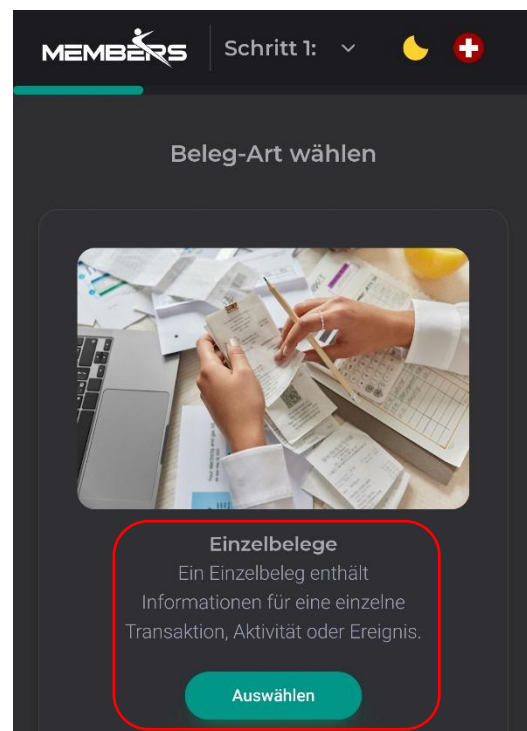 MEMBERS
Schritt 1:
Beleg-Art wählen
Einzelbelege
Ein Einzelbeleg enthält
Informationen für eine einzelne
Transaktion, Aktivität oder Ereignis.
Auswählen